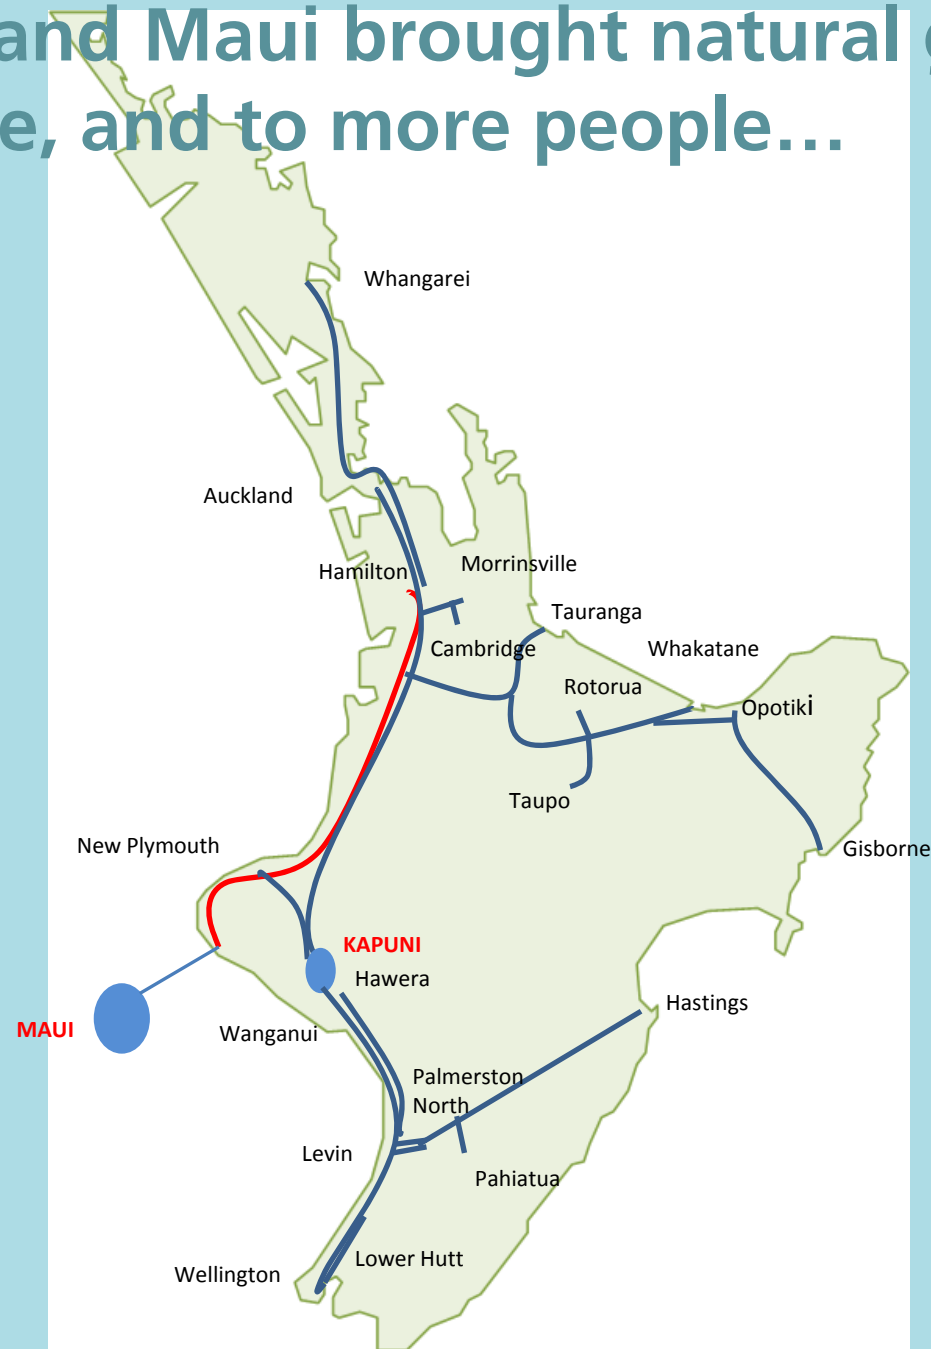 and Maui brought natural
e, and to more people…
Whangarei
Auckland
Morrinsville
Hamilton
Tauranga
Cambridge
Whakatane
Rotorua
Opotiki
Taupo
New Plymouth
Gisborne
KAPUNI
Hawera
Hastings
MAUI
Wanganui
Palmerston
North
Levin
Pahiatua
Lower Hutt
Wellington